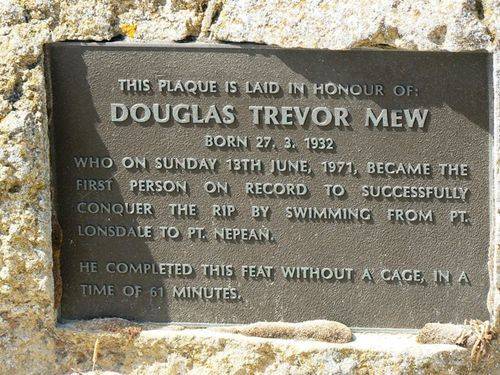 THIS PLAQUE IS LAID IN HONOUR OF:
DOUGLAS TREVOR MEW
BORN 27. 3. 1932
WHO ON SUNDAY 13TH JUNE, 1971, BECAME THE
FIRST PERSON ON RECORD TO SUCCESSFULLY
CONQUER THE RIP BY SWIMMING FROM PT.
LONSDALE TO PT. NEPEAN.
HE COMPLETED THIS FEAT WITHOUT A CAGE, IN A
TIME OF 61 MINUTES.